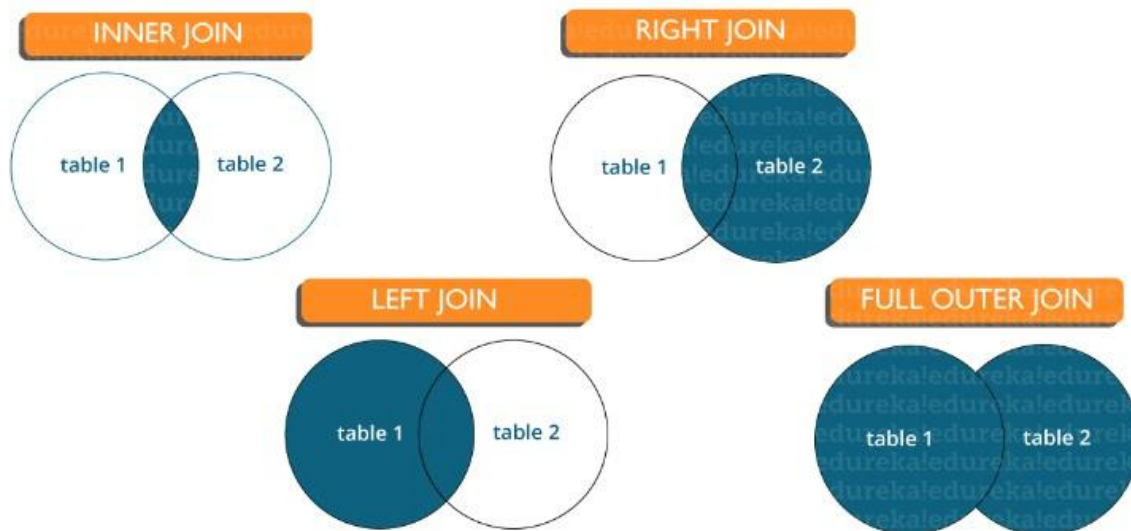 INNER JOIN
table 1
table 2
RIGHT JOIN
table 1
table 2
LEFT JOIN
table 1
table 2
FULL OUTER JOIN
table 1
table 2